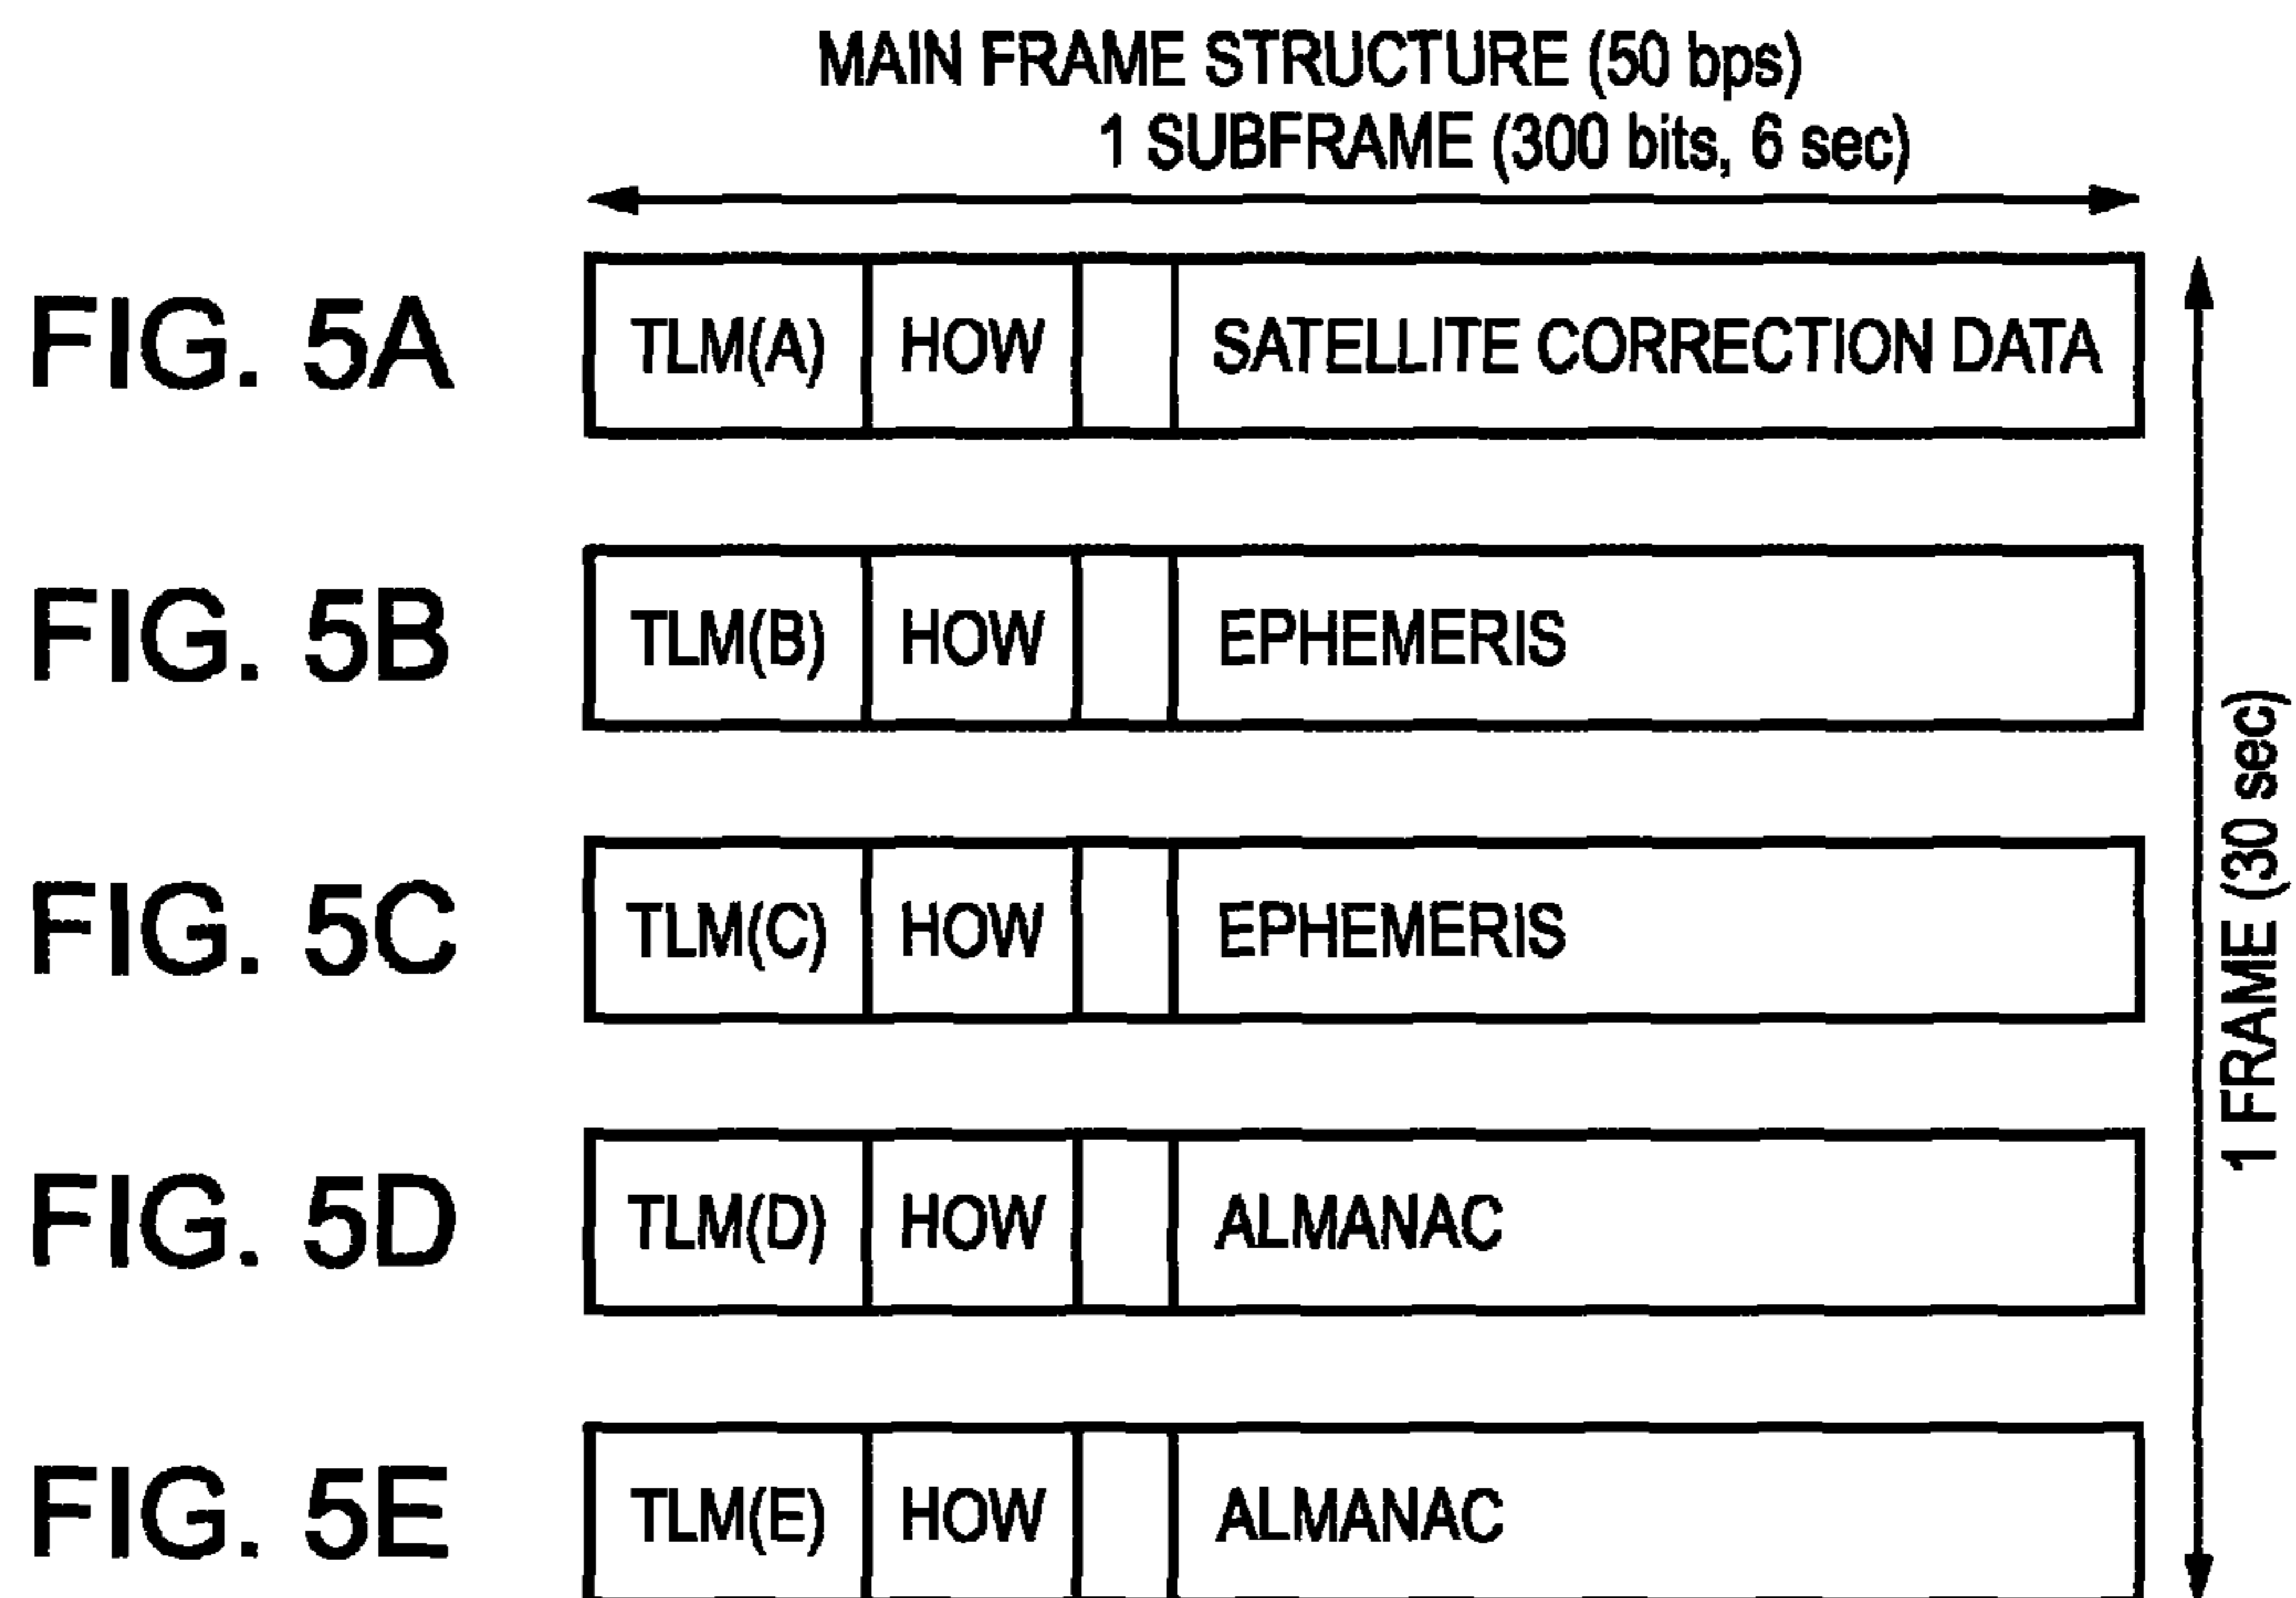 MAIN FRAME STRUCTURE (50 bps)
1 SUBFRAME (300 bits, 6 sec)
FIG. 5A TLM(A) HOW SATELLITE CORRECTION DATA
FIG. 5B TLM(B) HOW EPHEMERIS
FIG. 5C TLM(C) HOW EPHEMERIS
FIG. 5D TLM(D) HOW ALMANAC
FIG. 5E TLM(E) HOW ALMANAC
1 FRAME (30 sec)